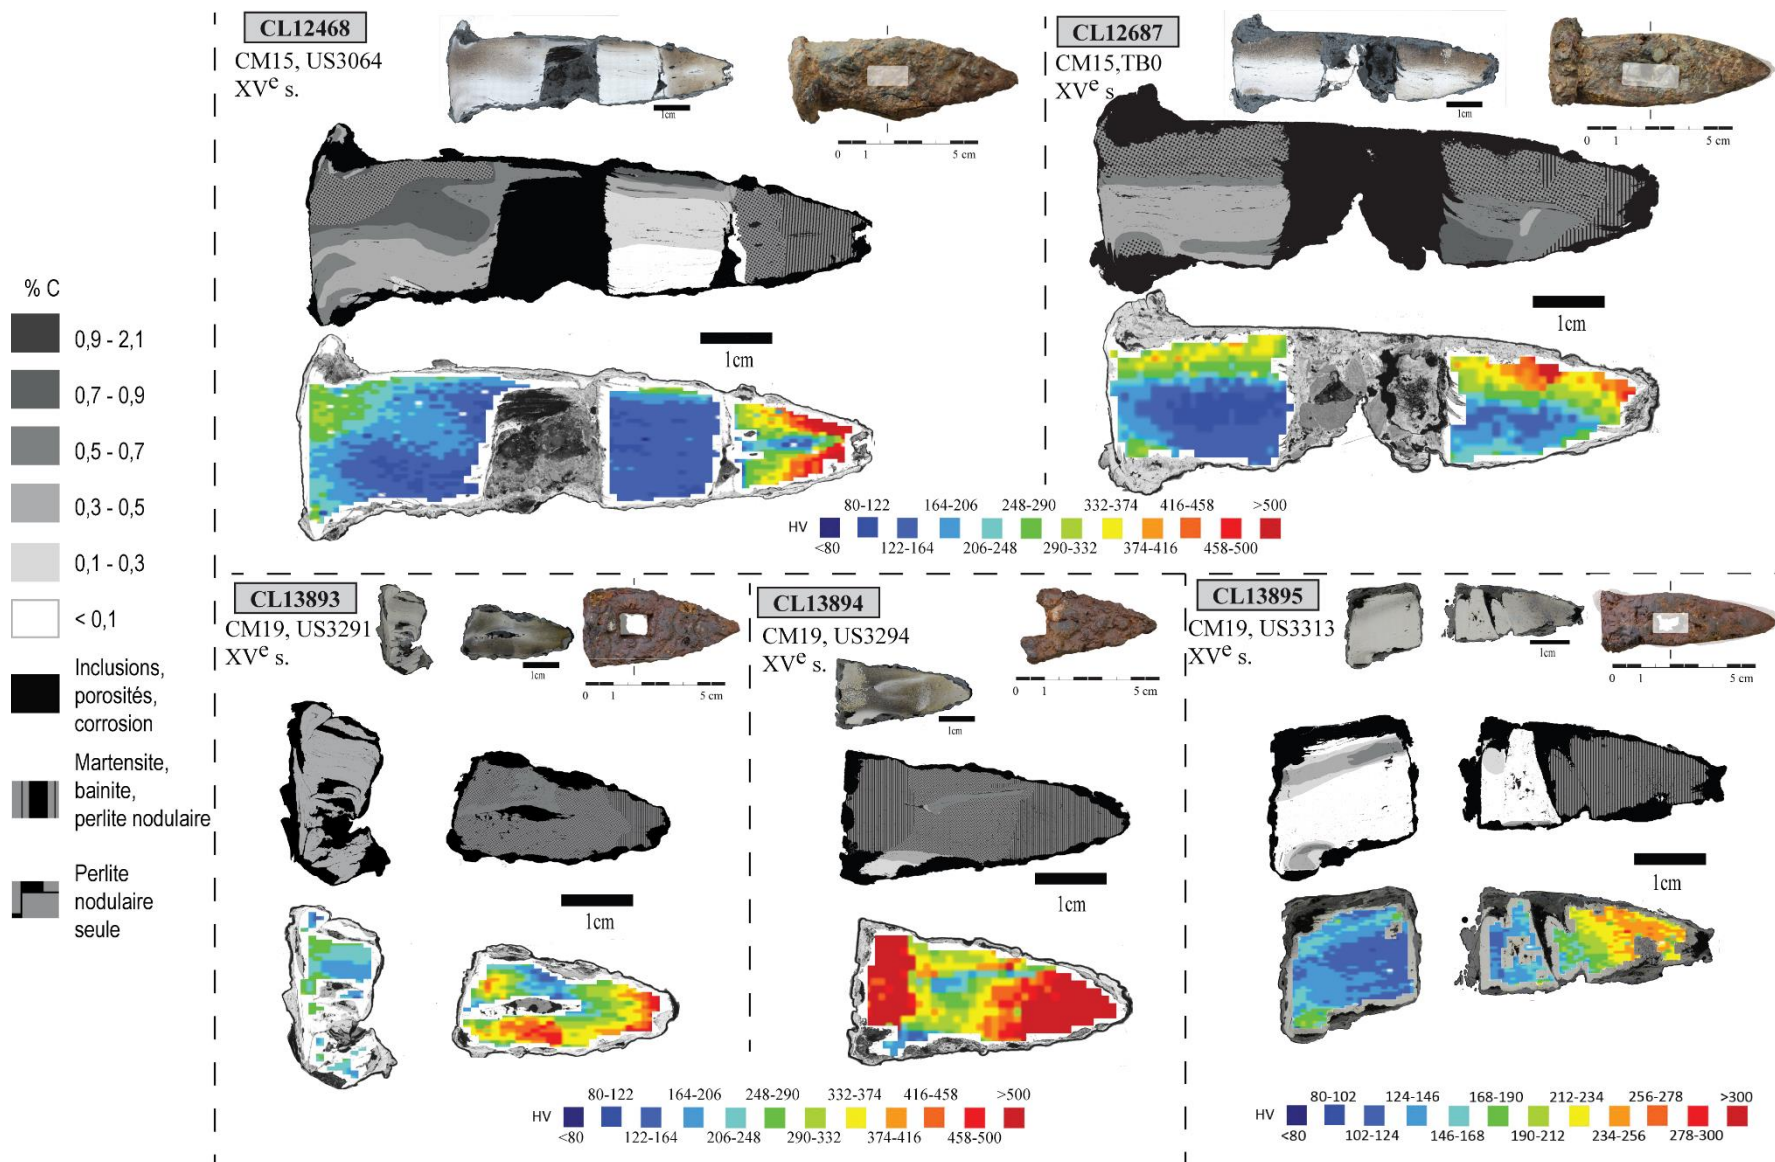 % C
0,9 - 2,1
0,7 - 0,9
0,5 - 0,7
0,3 - 0,5
0,1 - 0,3
< 0,1
Inclusions,
porosités,
corrosion
Martensite,
bainite,
perlite nodulaire
Perlite
nodulaire
seule
CL12468
CM15, US3064
XVe s.
1cm
0 1 5 cm
1cm
CL12687
CM15,TB0
XVe s
1cm
0 1 5 cm
1cm
80-122 164-206 248-290 332-374 416-458 >500
HV
<80 122-164 206-248 290-332 374-416 458-500
CL13893
CM19, US3291
XVe s.
1cm
0 1 5 cm
1cm
CL13894
CM19, US3294
XVe s.
1cm
0 1 5 cm
1cm
80-122 164-206 248-290 332-374 416-458 >500
HV
<80 122-164 206-248 290-332 374-416 458-500
CL13895
CM19, US3313
XVe s.
1cm
0 1 5 cm
1cm
80-102 124-146 168-190 212-234 256-278 >300
HV
<80 102-124 146-168 190-212 234-256 278-300